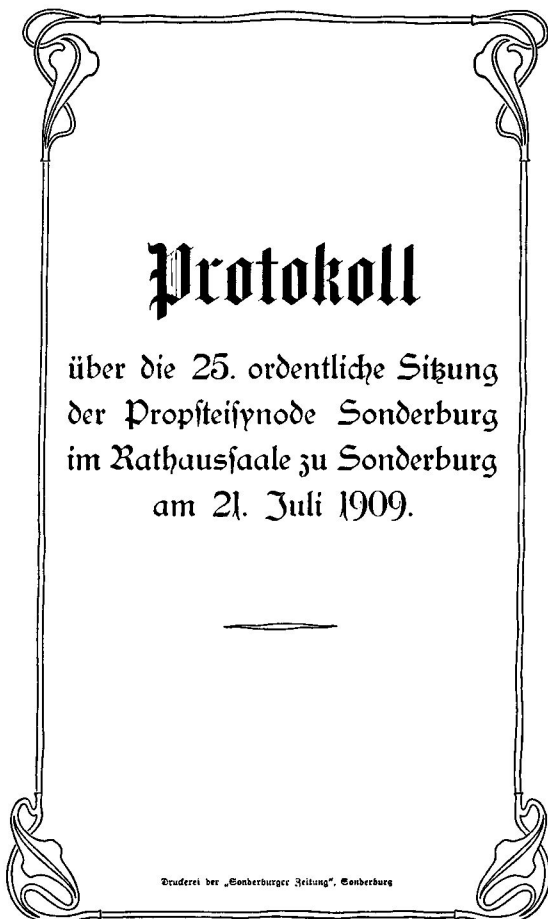 Protokoll
über die 25. ordentliche Sitzung
der Propſteiſynode Sonderburg
im Rathausſaale zu Sonderburg
am 21. Juli 1909.
Druckerei der „Sonderburger Zeitung", Sonderburg